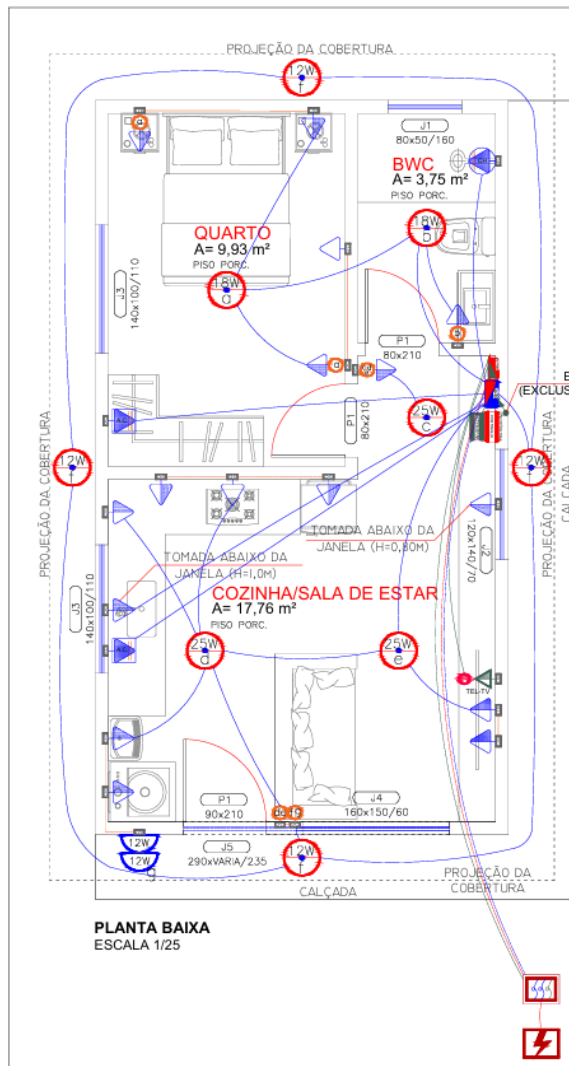 PROJEÇÃO DA COBERTURA
12W
f
J1
80x50/160
BWC
A= 3,75 m²
PISO PORC.
QUARTO
A= 9,93 m²
PISO PORC.
18W
b
18W
a
J3
140x100/110
P1
80x210
P1
80x210
25W
c
E
(EXCLUS
PROJEÇÃO DA COBERTURA
12W
12W
PROJEÇÃO DA COBERTURA
CALÇADA
TOMADA ABAIXO DA
JANELA (H=0,80M)
J2
120x140/70
TOMADA ABAIXO DA
JANELA (H=1,0M)
J3
140x100/110
COZINHA/SALA DE ESTAR
A= 17,76 m²
PISO PORC.
25W
d
25W
e
TEL-TV
P1
90x210
J4
160x150/60
12W
12W
J5
290xVARIA/235
12W
f
PROJEÇÃO DA
COBERTURA
CALÇADA
PLANTA BAIXA
ESCALA 1/25